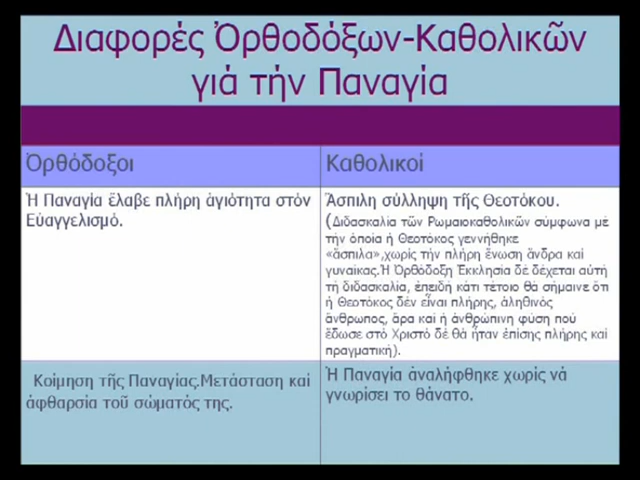 Διαφορές Ὀρθοδόξων-Καθολικῶν
γιά τήν Παναγία
Ὀρθόδοξοι
Καθολικοί
Ἡ Παναγία ἔλαβε πλήρη ἁγιότητα στόν
Εὐαγγελισμό.
Ἄσπιλη σύλληψη τῆς Θεοτόκου.
(Διδασκαλία τῶν Ρωμαιοκαθολικῶν σύμφωνα μέ
τήν ὁποία ἡ Θεοτόκος γεννήθηκε
«ἄσπιλα»,χωρίς τήν πλήρη ἕνωση ἄνδρα καί
γυναίκας.Ἡ Ὀρθόδοξη Ἐκκλησία δέ δέχεται αὐτή
τή διδασκαλία, ἐπειδή κάτι τέτοιο θά σήμαινε ὅτι
ἡ Θεοτόκος δέν εἶναι πλήρης, ἀληθινός
ἄνθρωπος, ἄρα καί ἡ ἀνθρώπινη φύση πού
ἔδωσε στό Χριστό δέ θά ἦταν ἐπίσης πλήρης καί
πραγματική).
Κοίμηση τῆς Παναγίας.Μετάσταση καί
ἀφθαρσία τοῦ σώματός της.
Ἡ Παναγία ἀναλήφθηκε χωρίς νά
γνωρίσει το θάνατο.